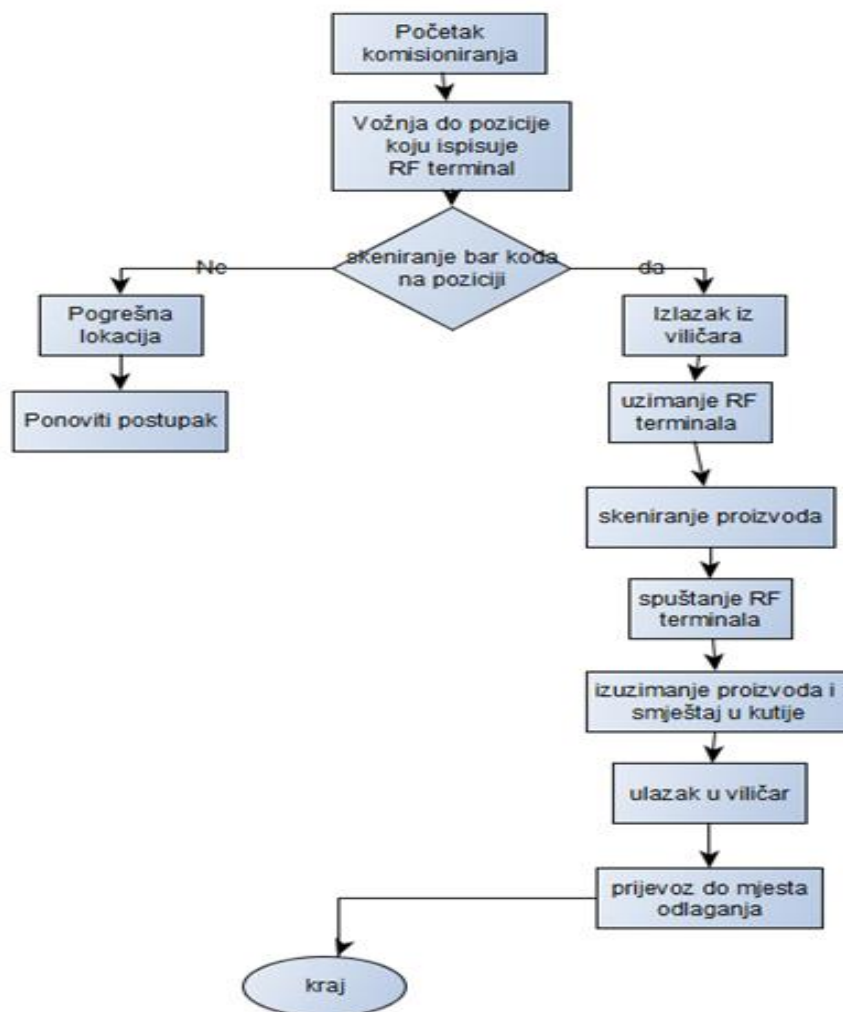 Početak
komisioniranja
Vožnja do pozicije
koju ispisuje
RF terminal
skeniranje bar koda
na poziciji
Ne
da
Pogrešna
lokacija
Ponoviti postupak
Izlazak iz
viličara
uzimanje RF
terminala
skeniranje proizvoda
spuštanje RF
terminala
izuzimanje proizvoda i
smještaj u kutije
ulazak u viličar
prijevoz do mjesta
odlaganja
kraj